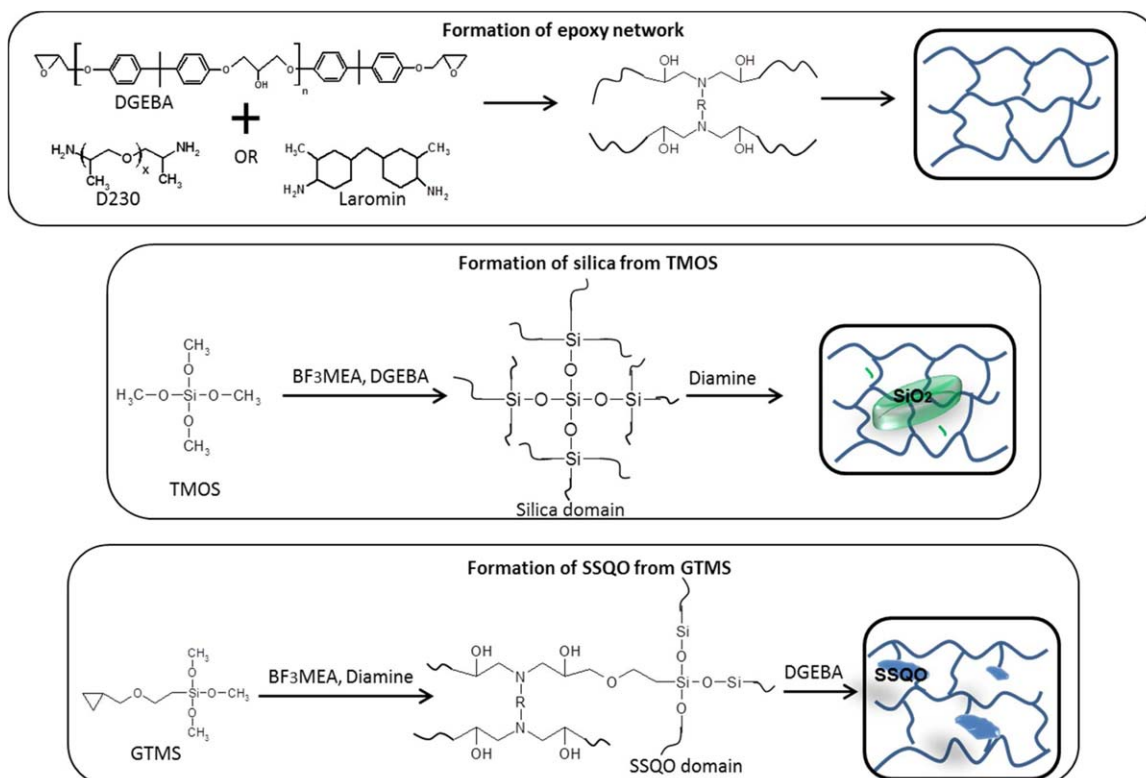 Formation of epoxy network
O
O
O
OH
O
O
O
n
DGEBA
+
OR
H₂N
CH₃
O
x
NH₂
CH₃
D230
H₃C
CH₃
NH₂
NH₂
Laromin
OH
OH
N
R
N
OH
OH
Formation of silica from TMOS
CH₃
O
H₃C—O—Si—O—CH₃
O
CH₃
TMOS
BF3MEA, DGEBA
Si
O
Si—O—Si—O—Si
O
Si
Silica domain
Diamine
SiO2
Formation of SSQO from GTMS
O
CH₃
O
Si—O—CH₃
O
CH₃
GTMS
BF3MEA, Diamine
OH
OH
N
R
N
OH
OH
O
Si
O
Si—O—Si
O
SSQO domain
DGEBA
SSQO